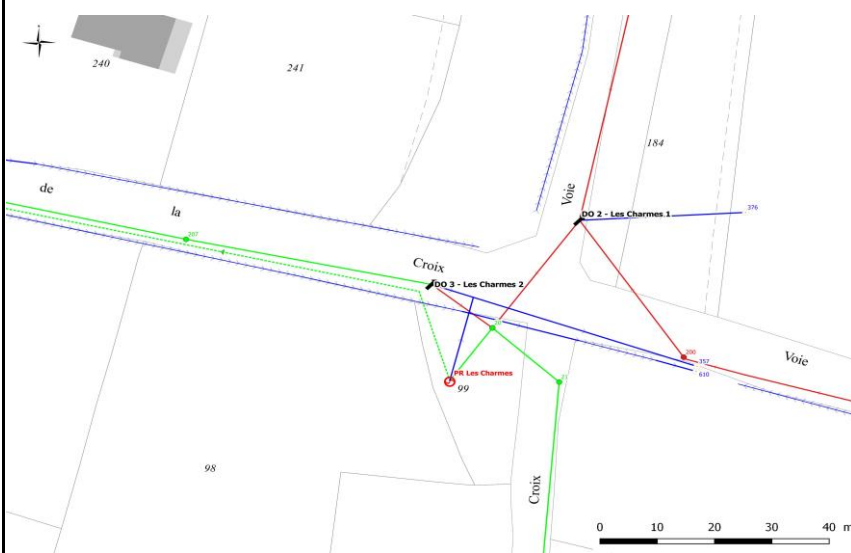 240
241
184
Voie
DO 2 - Les Charmes 1
376
de
la
207
Croix
DO 3 - Les Charmes 2
357
610
Voie
PR Les Charmes
99
98
Croix
0 10 20 30 40 m